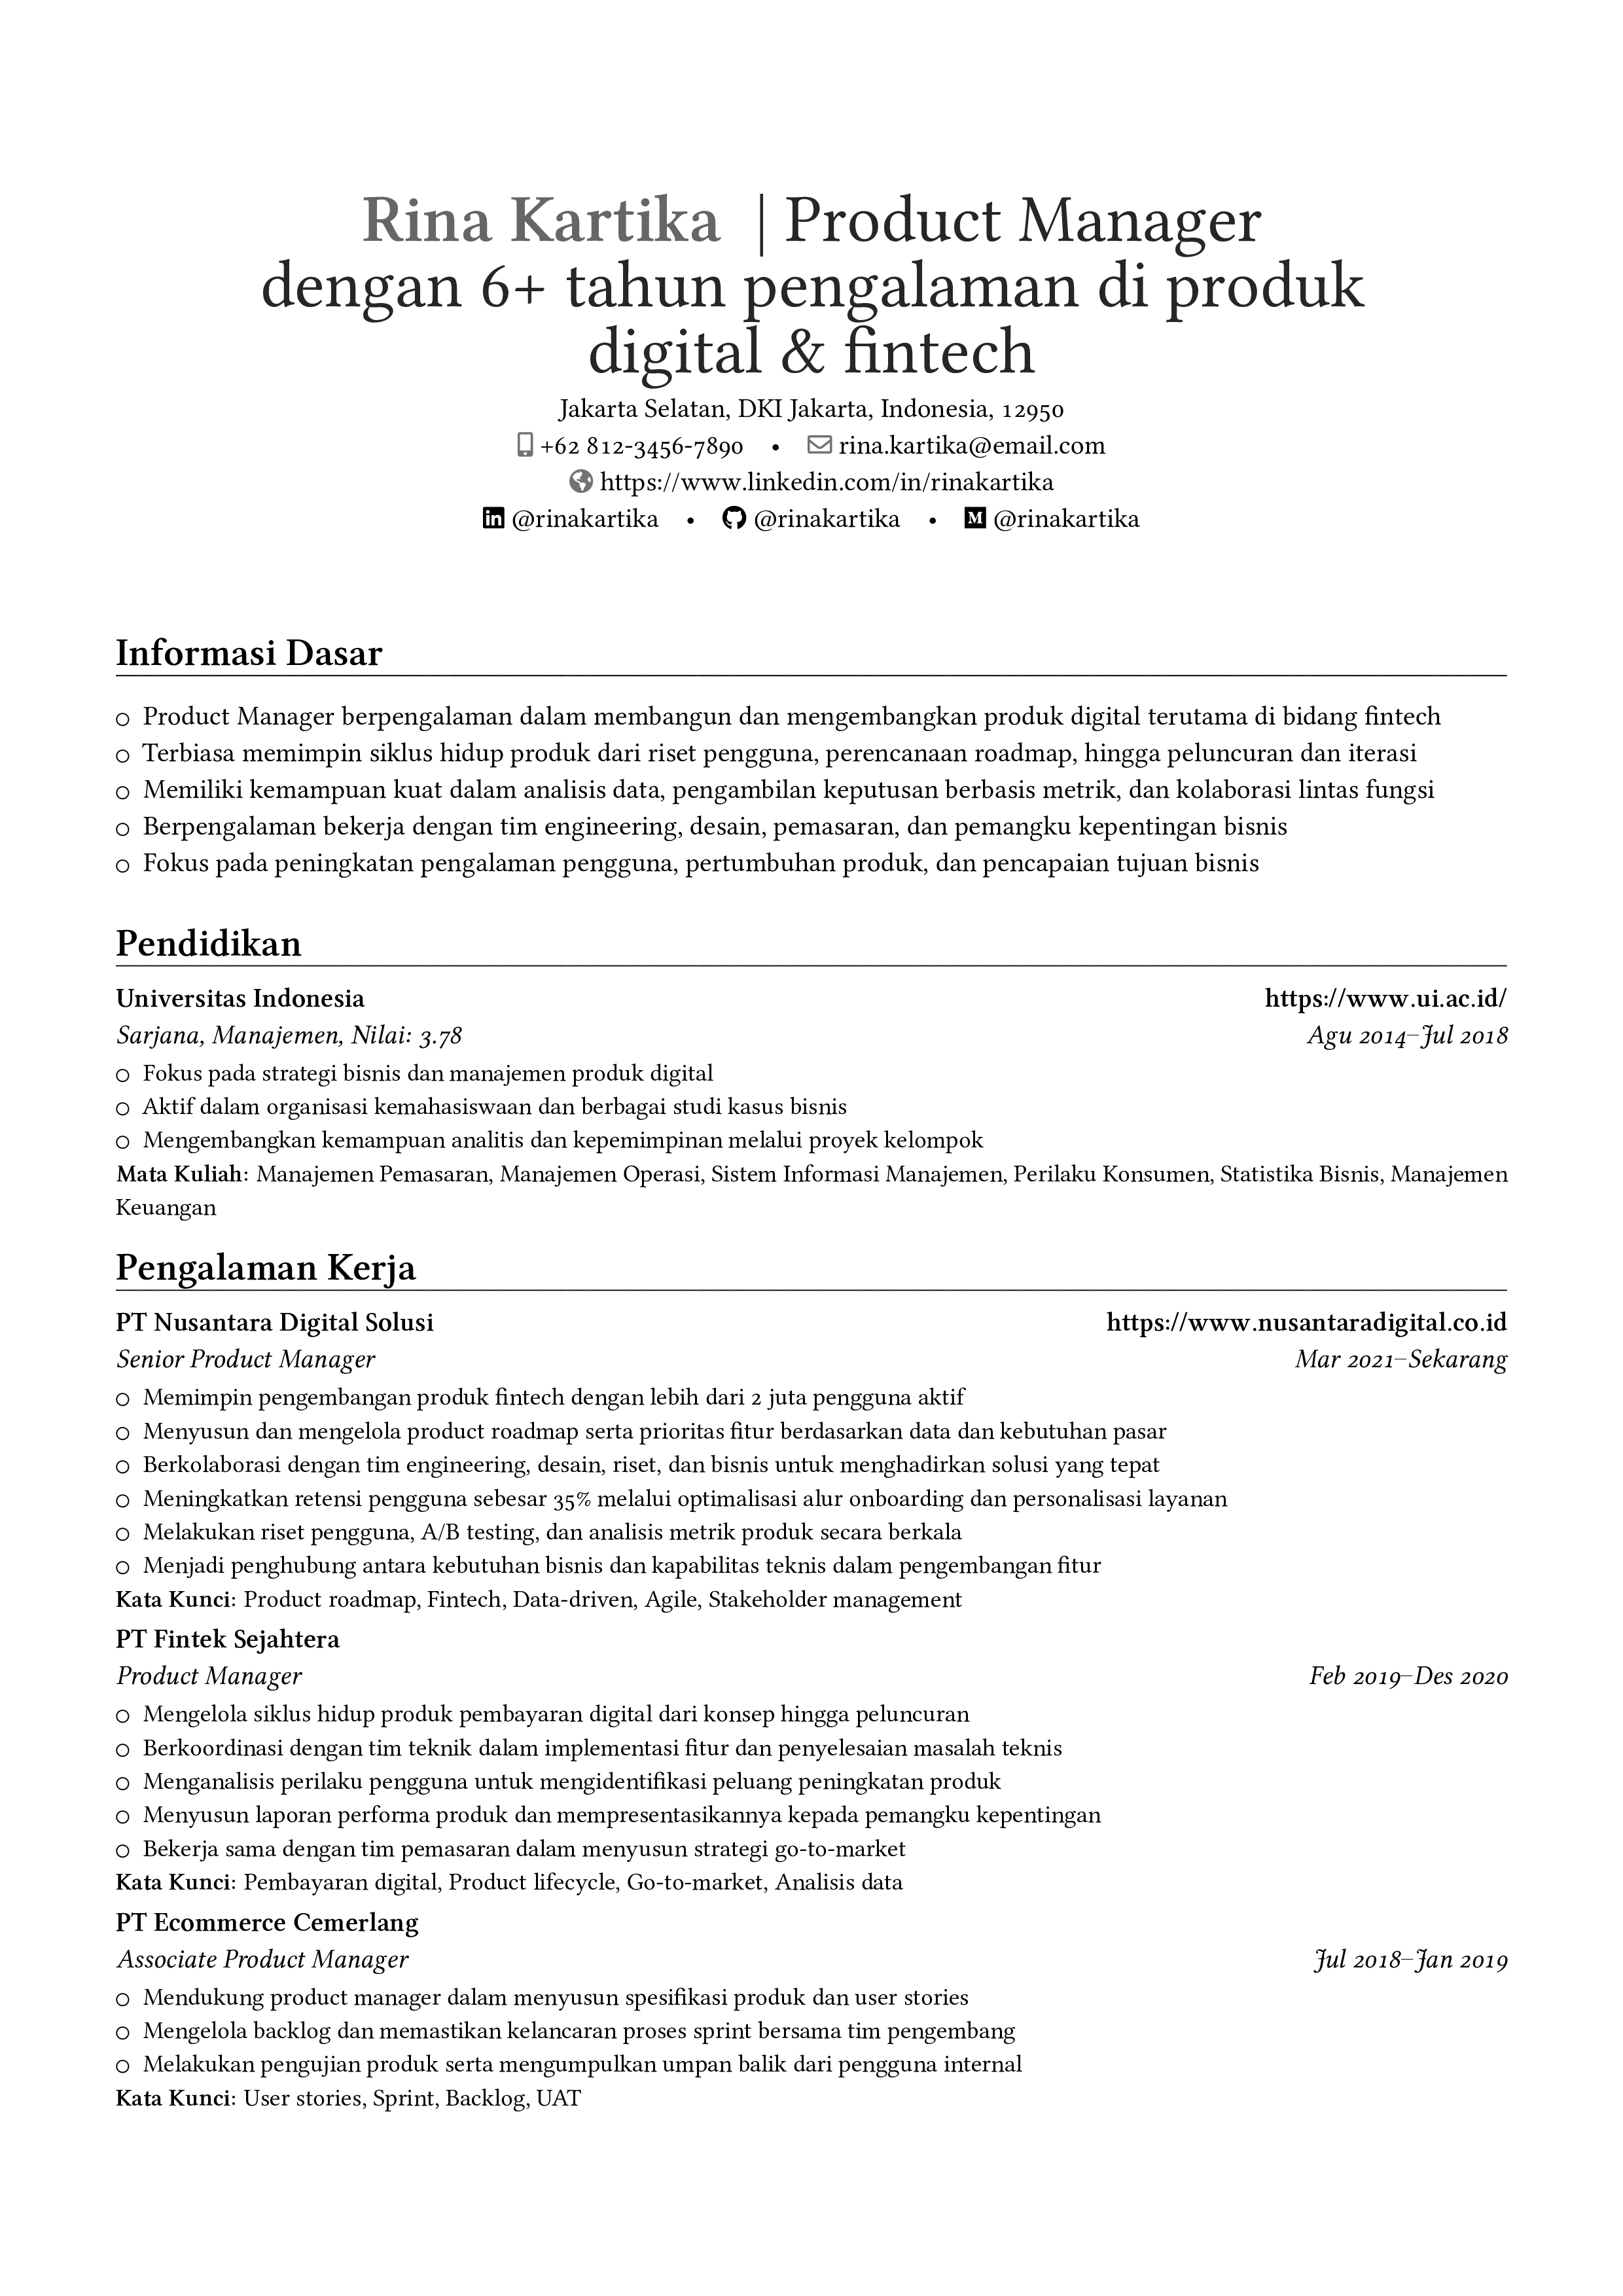 Rina Kartika | Product Manager
dengan 6+ tahun pengalaman di produk
digital & fintech
Jakarta Selatan, DKI Jakarta, Indonesia, 12950
+62 812-3456-7890 • rina.kartika@email.com
https://www.linkedin.com/in/rinakartika
@rinakartika • @rinakartika • @rinakartika
Informasi Dasar
Product Manager berpengalaman dalam membangun dan mengembangkan produk digital terutama di bidang fintech
Terbiasa memimpin siklus hidup produk dari riset pengguna, perencanaan roadmap, hingga peluncuran dan iterasi
Memiliki kemampuan kuat dalam analisis data, pengambilan keputusan berbasis metrik, dan kolaborasi lintas fungsi
Berpengalaman bekerja dengan tim engineering, desain, pemasaran, dan pemangku kepentingan bisnis
Fokus pada peningkatan pengalaman pengguna, pertumbuhan produk, dan pencapaian tujuan bisnis
Pendidikan
Universitas Indonesia https://www.ui.ac.id/
Sarjana, Manajemen, Nilai: 3.78 Agu 2014–Jul 2018
Fokus pada strategi bisnis dan manajemen produk digital
Aktif dalam organisasi kemahasiswaan dan berbagai studi kasus bisnis
Mengembangkan kemampuan analitis dan kepemimpinan melalui proyek kelompok
Mata Kuliah: Manajemen Pemasaran, Manajemen Operasi, Sistem Informasi Manajemen, Perilaku Konsumen, Statistika Bisnis, Manajemen
Keuangan
Pengalaman Kerja
PT Nusantara Digital Solusi https://www.nusantaradigital.co.id
Senior Product Manager Mar 2021–Sekarang
Memimpin pengembangan produk fintech dengan lebih dari 2 juta pengguna aktif
Menyusun dan mengelola product roadmap serta prioritas fitur berdasarkan data dan kebutuhan pasar
Berkolaborasi dengan tim engineering, desain, riset, dan bisnis untuk menghadirkan solusi yang tepat
Meningkatkan retensi pengguna sebesar 35% melalui optimalisasi alur onboarding dan personalisasi layanan
Melakukan riset pengguna, A/B testing, dan analisis metrik produk secara berkala
Menjadi penghubung antara kebutuhan bisnis dan kapabilitas teknis dalam pengembangan fitur
Kata Kunci: Product roadmap, Fintech, Data-driven, Agile, Stakeholder management
PT Fintek Sejahtera
Product Manager Feb 2019–Des 2020
Mengelola siklus hidup produk pembayaran digital dari konsep hingga peluncuran
Berkoordinasi dengan tim teknik dalam implementasi fitur dan penyelesaian masalah teknis
Menganalisis perilaku pengguna untuk mengidentifikasi peluang peningkatan produk
Menyusun laporan performa produk dan mempresentasikannya kepada pemangku kepentingan
Bekerja sama dengan tim pemasaran dalam menyusun strategi go-to-market
Kata Kunci: Pembayaran digital, Product lifecycle, Go-to-market, Analisis data
PT Ecommerce Cemerlang
Associate Product Manager Jul 2018–Jan 2019
Mendukung product manager dalam menyusun spesifikasi produk dan user stories
Mengelola backlog dan memastikan kelancaran proses sprint bersama tim pengembang
Melakukan pengujian produk serta mengumpulkan umpan balik dari pengguna internal
Kata Kunci: User stories, Sprint, Backlog, UAT